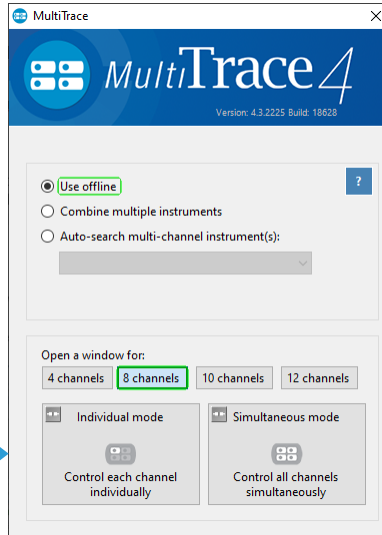 MultiTrace
MultiTrace 4
Version: 4.3.2225 Build: 18628
Use offline
?
Combine multiple instruments
Auto-search multi-channel instrument(s):
Open a window for:
4 channels 8 channels 10 channels 12 channels
Individual mode
Control each channel
individually
Simultaneous mode
Control all channels
simultaneously